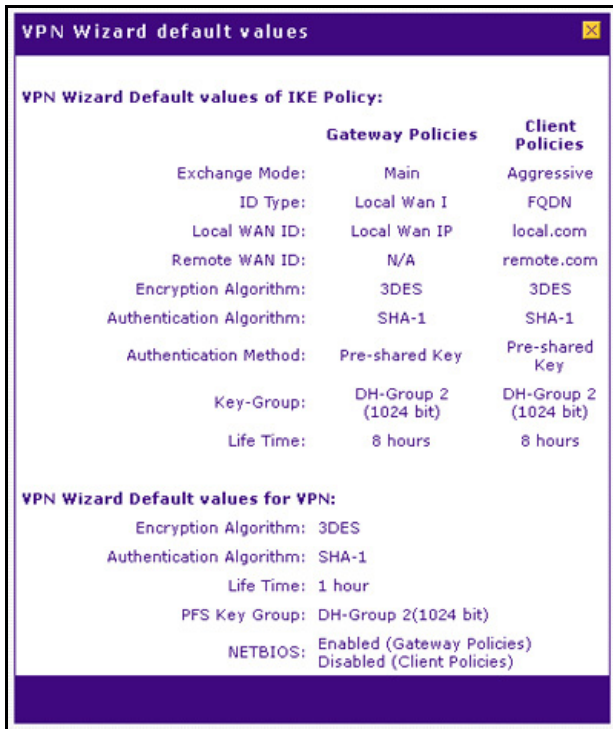 VPN Wizard default values
VPN Wizard Default values of IKE Policy:
Gateway Policies Client Policies
Exchange Mode: Main Aggressive
ID Type: Local Wan I FQDN
Local WAN ID: Local Wan IP local.com
Remote WAN ID: N/A remote.com
Encryption Algorithm: 3DES 3DES
Authentication Algorithm: SHA-1 SHA-1
Authentication Method: Pre-shared Key Pre-shared Key
Key-Group: DH-Group 2 (1024 bit) DH-Group 2 (1024 bit)
Life Time: 8 hours 8 hours
VPN Wizard Default values for VPN:
Encryption Algorithm: 3DES
Authentication Algorithm: SHA-1
Life Time: 1 hour
PFS Key Group: DH-Group 2(1024 bit)
NETBIOS: Enabled (Gateway Policies)
Disabled (Client Policies)